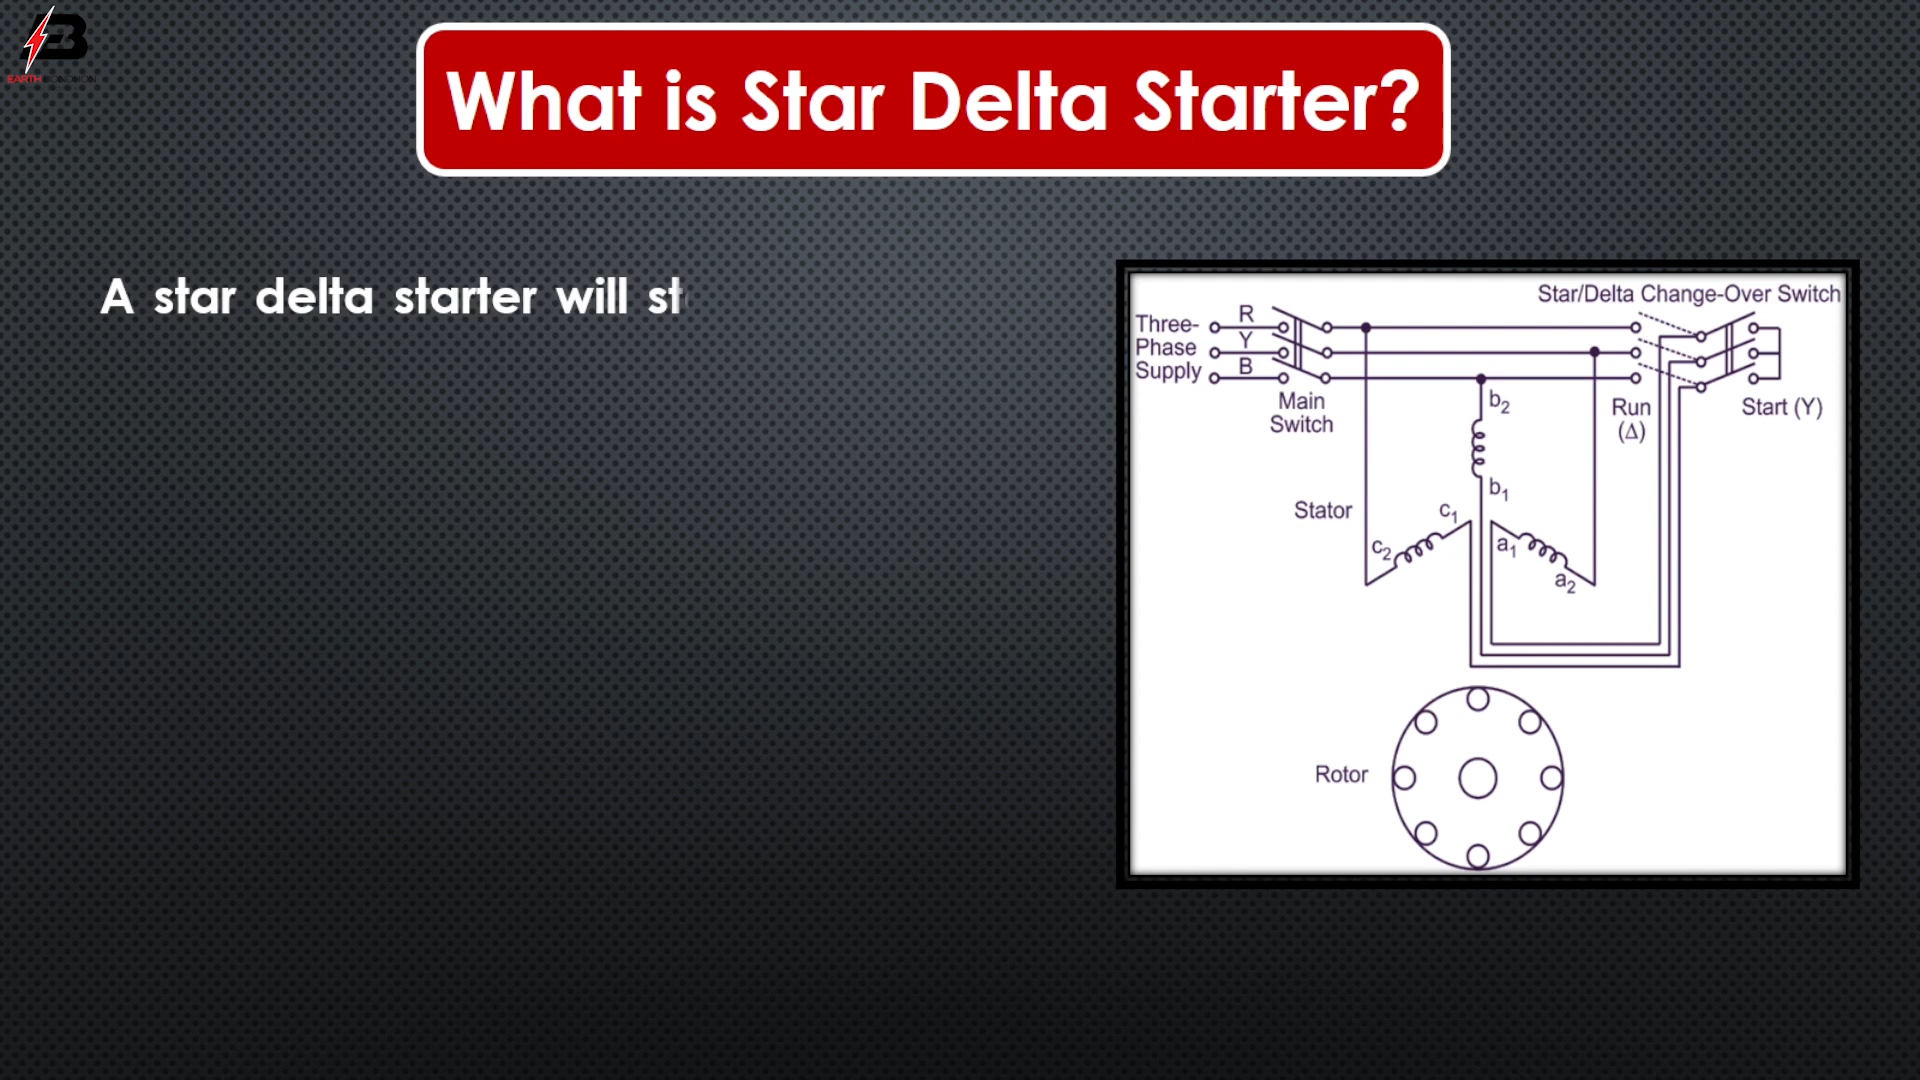 EARTH
What is Star Delta Starter?
A star delta starter will st
Star/Delta Change-Over Switch
Three-
Phase
Supply
R
Y
B
Main
Switch
b2
Run
(Δ)
Start (Y)
b1
Stator
c1
c2
a1
a2
Rotor